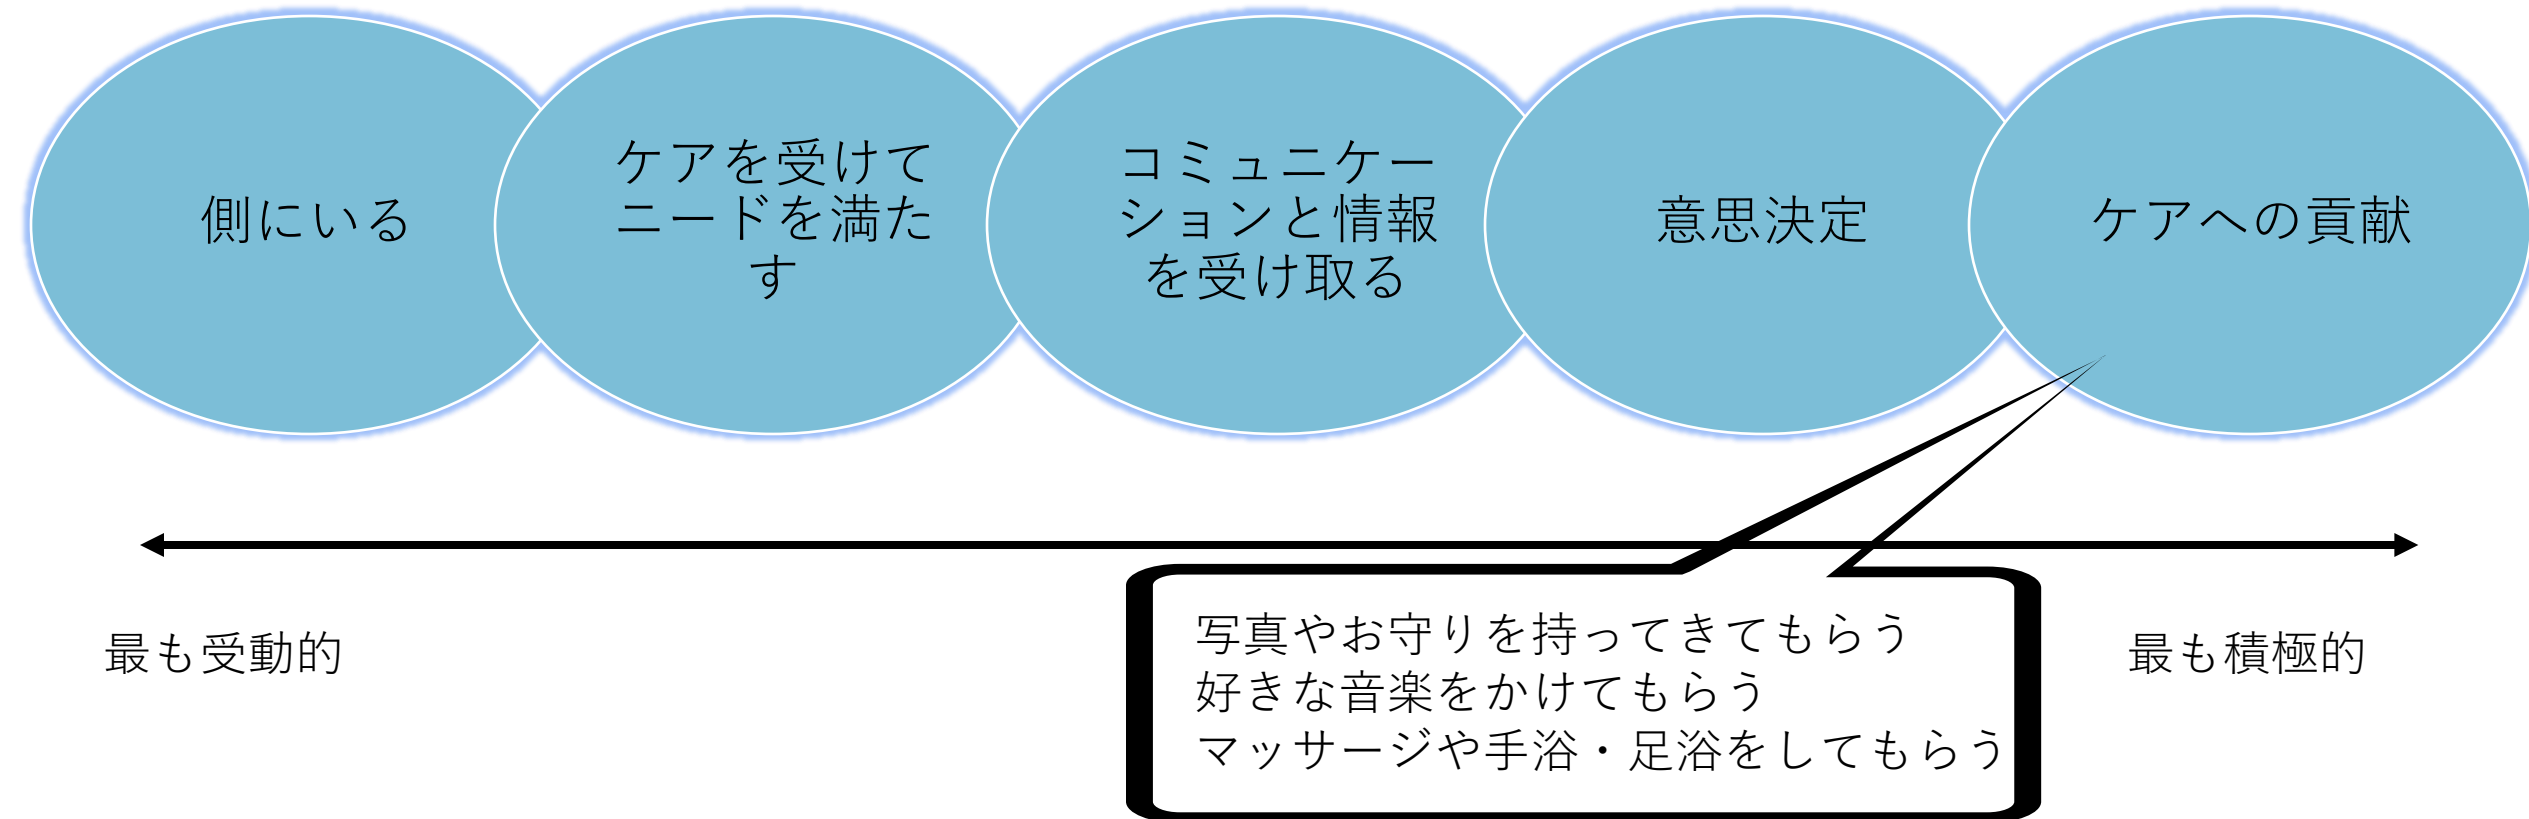 側にいる
ケアを受けて
ニードを満た
す
コミュニケー
ションと情報
を受け取る
意思決定
ケアへの貢献
最も受動的
写真やお守りを持ってきてもらう
好きな音楽をかけてもらう
マッサージや手浴・足浴をしてもらう
最も積極的